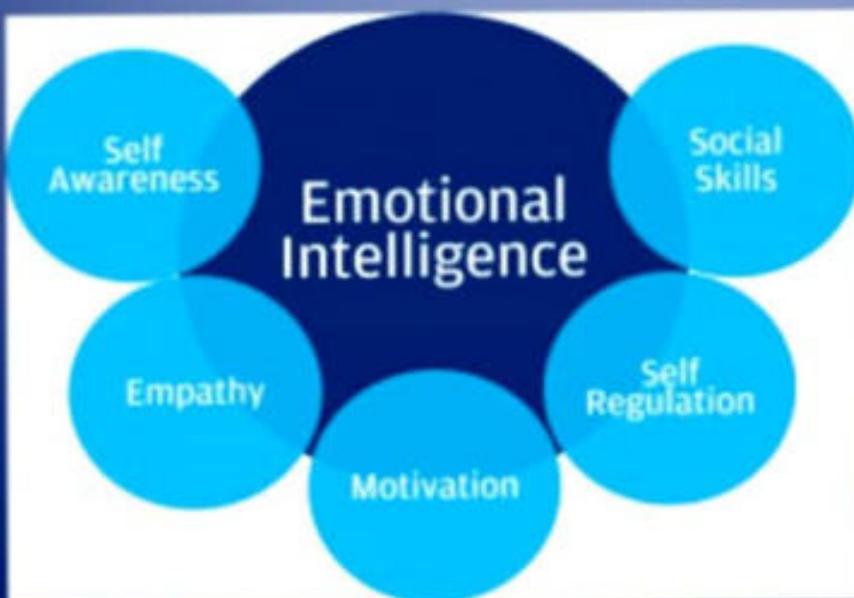 Emotional
Intelligence
Self
Awareness
Empathy
Motivation
Self
Regulation
Social
Skills